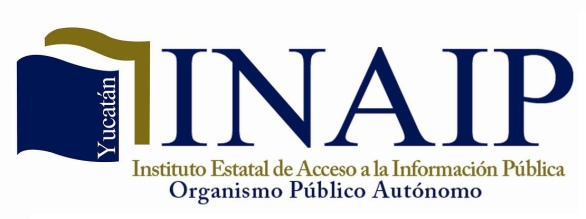 Yucatán
INAIP
Instituto Estatal de Acceso a la Información Pública
Organismo Público Autónomo